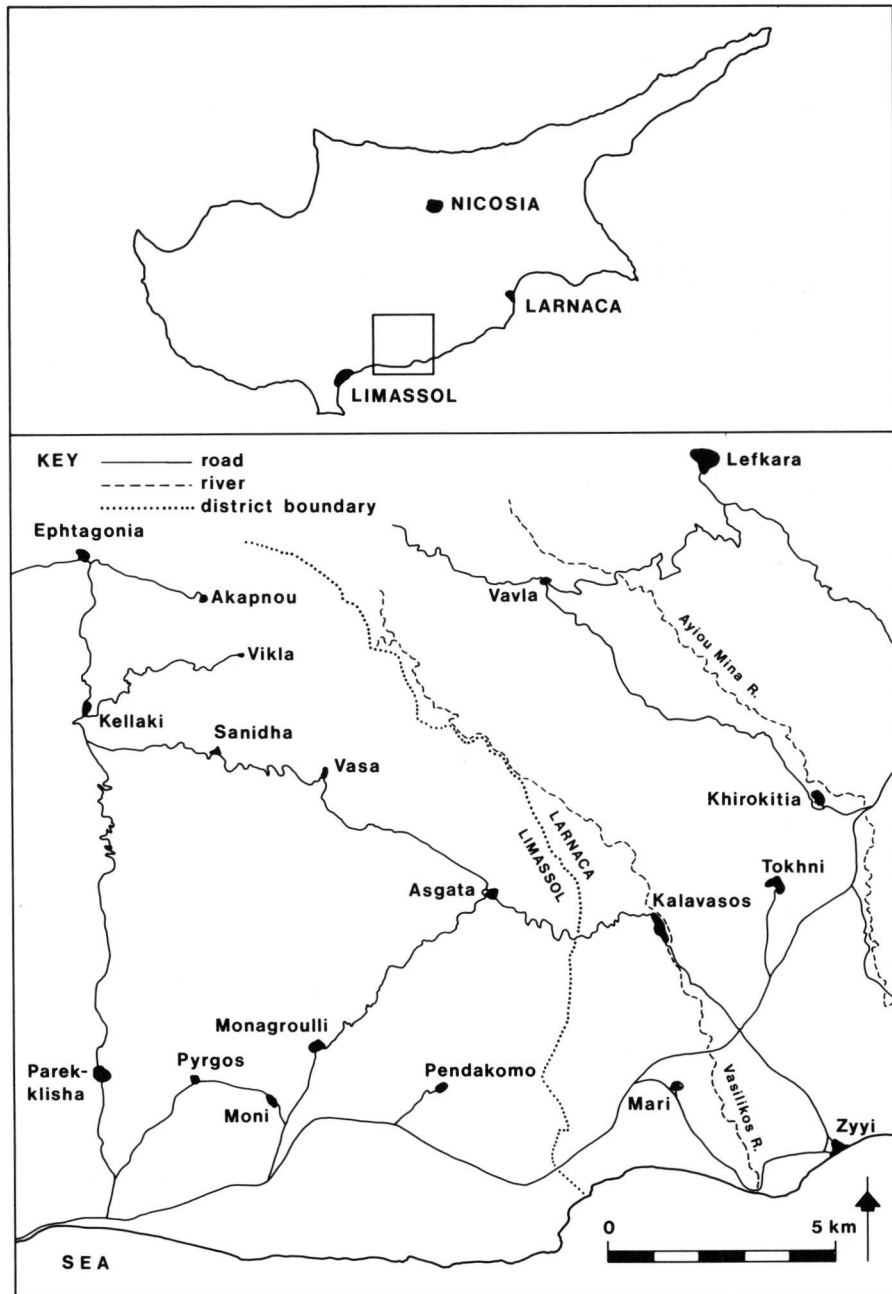 NICOSIA
LARNACA
LIMASSOL
KEY
road
river
district boundary
Lefkara
Ephtagonia
Akapnou
Vavla
Vikla
Ayiou Mina R.
Kellaki
Sanidha
Vasa
Khirokitia
LARNACA
LIMASSOL
Tokhni
Asgata
Kalavasos
Monagroulli
Parek-
klisha
Pyrgos
Pendakomo
Moni
Mari
Vasilikos R.
Zyyi
0 5 km
SEA